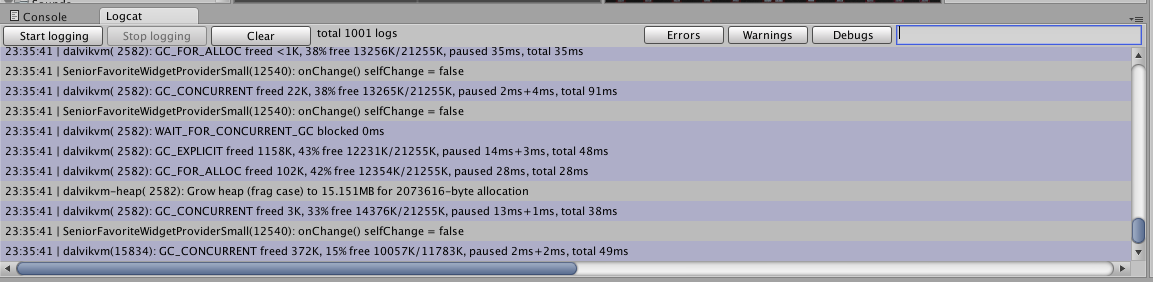 Console
Logcat
Start logging
Stop logging
Clear
total 1001 logs
Errors
Warnings
Debugs
23:35:41 | dalvikvm( 2582): GC_FOR_ALLOC freed <1K, 38% free 13256K/21255K, paused 35ms, total 35ms
23:35:41 | SeniorFavoriteWidgetProviderSmall(12540): onChange() selfChange = false
23:35:41 | dalvikvm( 2582): GC_CONCURRENT freed 22K, 38% free 13265K/21255K, paused 2ms+4ms, total 91ms
23:35:41 | SeniorFavoriteWidgetProviderSmall(12540): onChange() selfChange = false
23:35:41 | dalvikvm( 2582): WAIT_FOR_CONCURRENT_GC blocked 0ms
23:35:41 | dalvikvm( 2582): GC_EXPLICIT freed 1158K, 43% free 12231K/21255K, paused 14ms+3ms, total 48ms
23:35:41 | dalvikvm( 2582): GC_FOR_ALLOC freed 102K, 42% free 12354K/21255K, paused 28ms, total 28ms
23:35:41 | dalvikvm-heap( 2582): Grow heap (frag case) to 15.151MB for 2073616-byte allocation
23:35:41 | dalvikvm( 2582): GC_CONCURRENT freed 3K, 33% free 14376K/21255K, paused 13ms+1ms, total 38ms
23:35:41 | SeniorFavoriteWidgetProviderSmall(12540): onChange() selfChange = false
23:35:41 | dalvikvm(15834): GC_CONCURRENT freed 372K, 15% free 10057K/11783K, paused 2ms+2ms, total 49ms